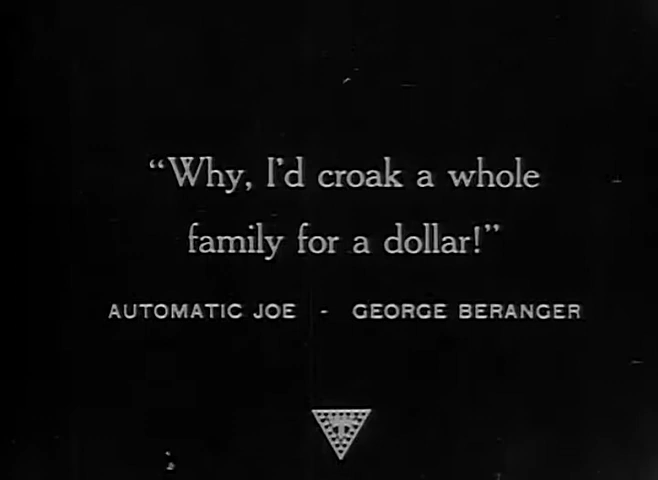 “Why, I'd croak a whole
family for a dollar!”
AUTOMATIC JOE - GEORGE BERANGER